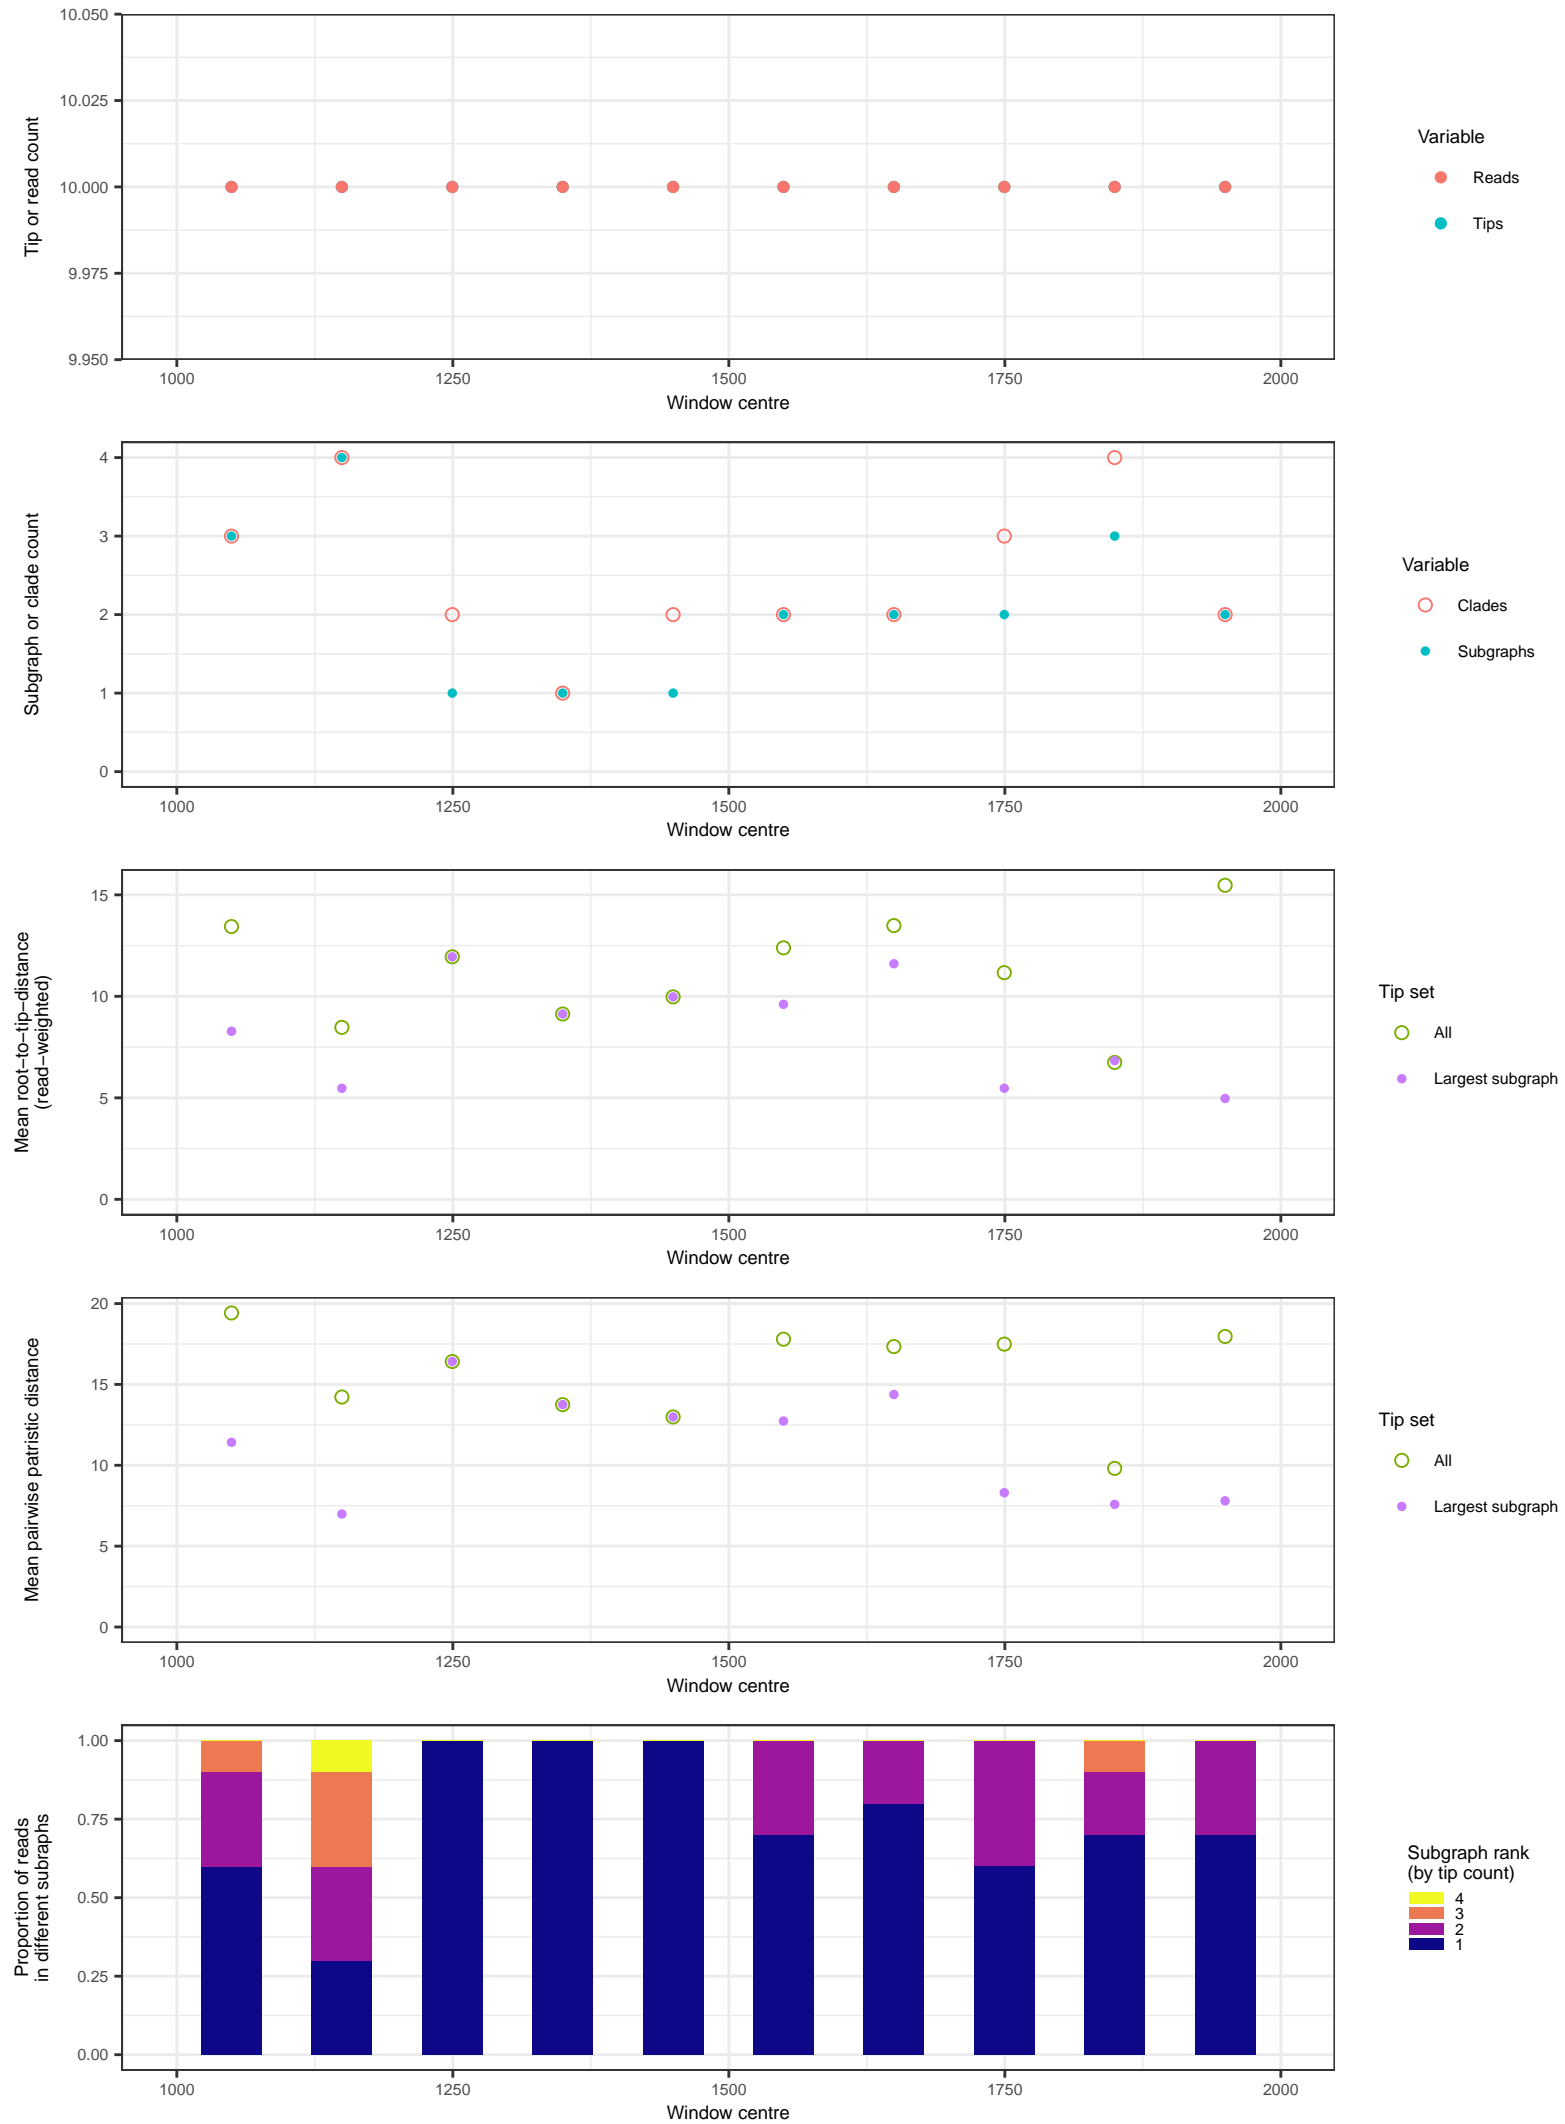 10.050
10.025
10.000
9.975
9.950
Tip or read count
1000 1250 1500 1750 2000
Window centre
Variable
Reads
Tips
4
3
2
1
0
Subgraph or clade count
1000 1250 1500 1750 2000
Window centre
Variable
Clades
Subgraphs
15
10
5
0
Mean root−to−tip−distance
(read−weighted)
1000 1250 1500 1750 2000
Window centre
Tip set
All
Largest subgraph
20
15
10
5
0
Mean pairwise patristic distance
1000 1250 1500 1750 2000
Window centre
Tip set
All
Largest subgraph
1.00
0.75
0.50
0.25
0.00
Proportion of reads
in different subraphs
1000 1250 1500 1750 2000
Window centre
Subgraph rank
(by tip count)
4
3
2
1